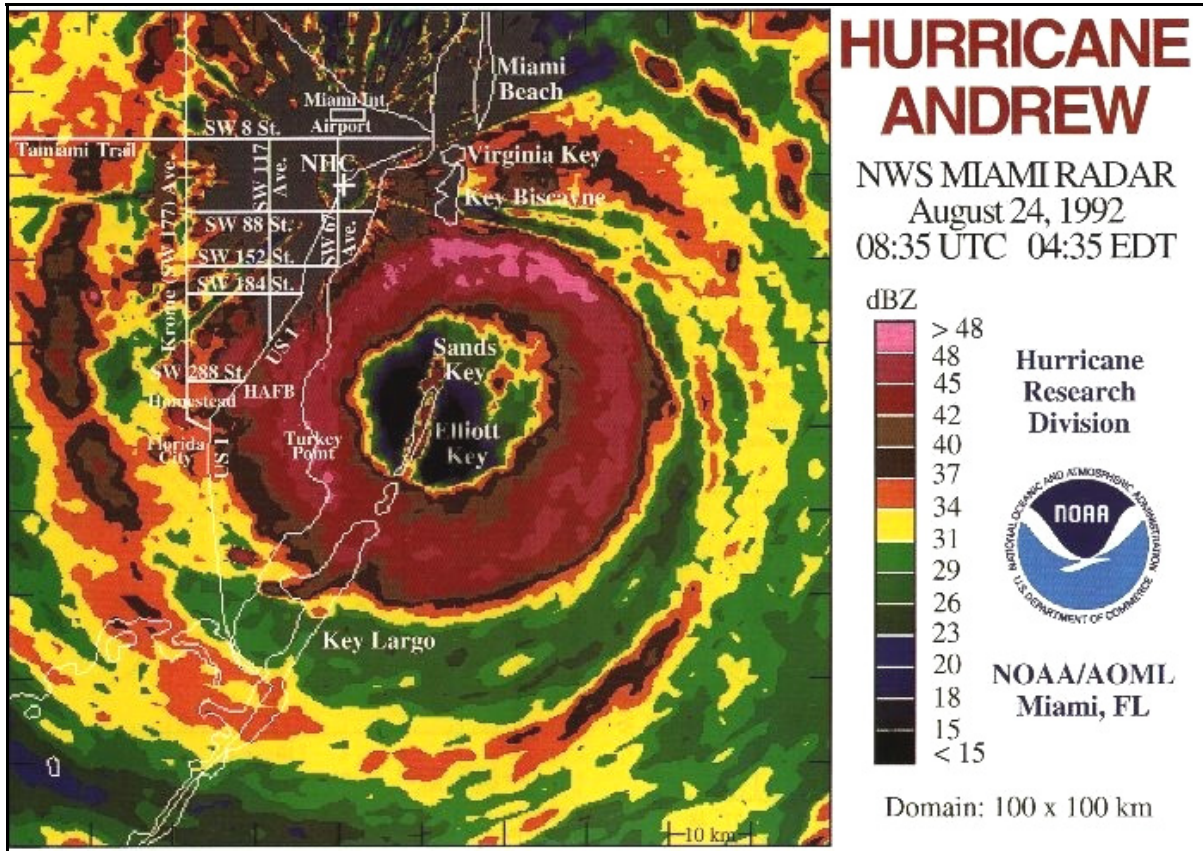 HURRICANE
ANDREW
NWS MIAMI RADAR
August 24, 1992
08:35 UTC 04:35 EDT
dBZ
> 48
48
45
42
40
37
34
31
29
26
23
20
18
15
< 15
Hurricane
Research
Division
NATIONAL OCEANIC AND ATMOSPHERIC ADMINISTRATION
NOAA
U.S. DEPARTMENT OF COMMERCE
NOAA/AOML
Miami, FL
Domain: 100 x 100 km
Miami
Beach
Miami Int.
Airport
SW 8 St.
Tamiami Trail
Krome (SW 177) Ave.
SW 117
Ave.
NHC
Virginia Key
Key Biscayne
SW 88 St.
SW 67
Ave.
SW 152 St.
SW 184 St.
US 1
SW 288 St.
HAFB
Homestead
Florida
City
US 1
Turkey
Point
Sands
Key
Elliott
Key
Key Largo
10 km